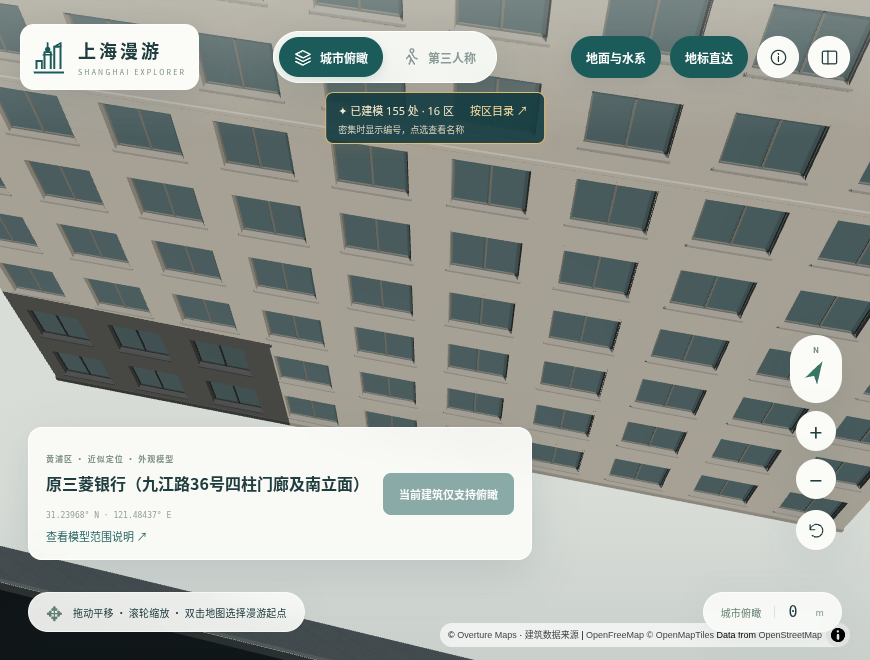 上海漫游
SHANGHAI EXPLORER
城市俯瞰
第三人称
地面与水系
地标直达
✦ 已建模 155 处 · 16 区 按区目录 ↗
密集时显示编号，点选查看名称
N
+
−
黄浦区 · 近似定位 · 外观模型
原三菱银行（九江路36号四柱门廊及南立面）
当前建筑仅支持俯瞰
31.23968° N · 121.48437° E
查看模型范围说明 ↗
拖动平移 · 滚轮缩放 · 双击地图选择漫游起点
城市俯瞰 0 m
© Overture Maps · 建筑数据来源 | OpenFreeMap © OpenMapTiles Data from OpenStreetMap